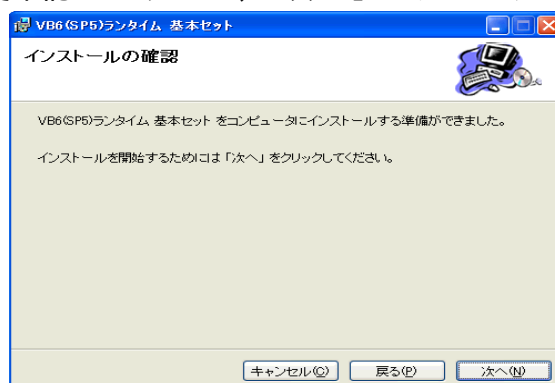 VB6(SP5)ランタイム 基本セット
インストールの確認
VB6(SP5)ランタイム 基本セット をコンピュータにインストールする準備ができました。
インストールを開始するためには「次へ」をクリックしてください。
キャンセル(C) 戻る(P) 次へ(N)